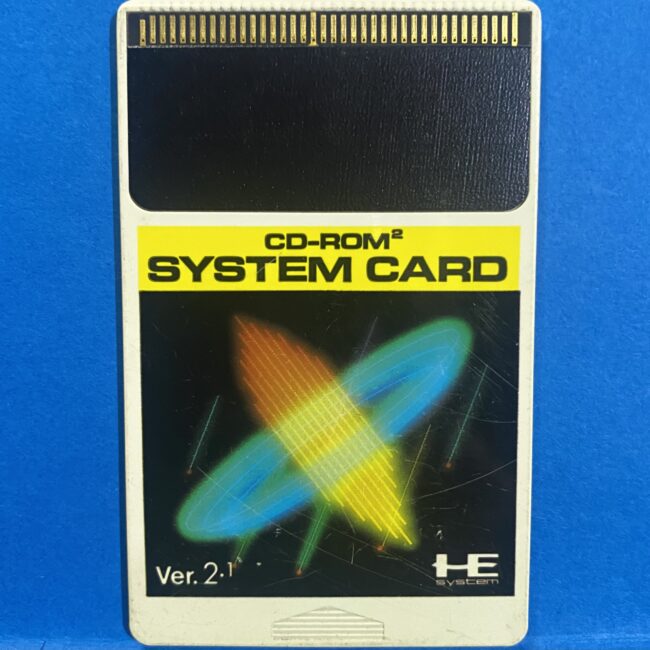 CD-ROM²
SYSTEM CARD
Ver. 2.1
HE
system